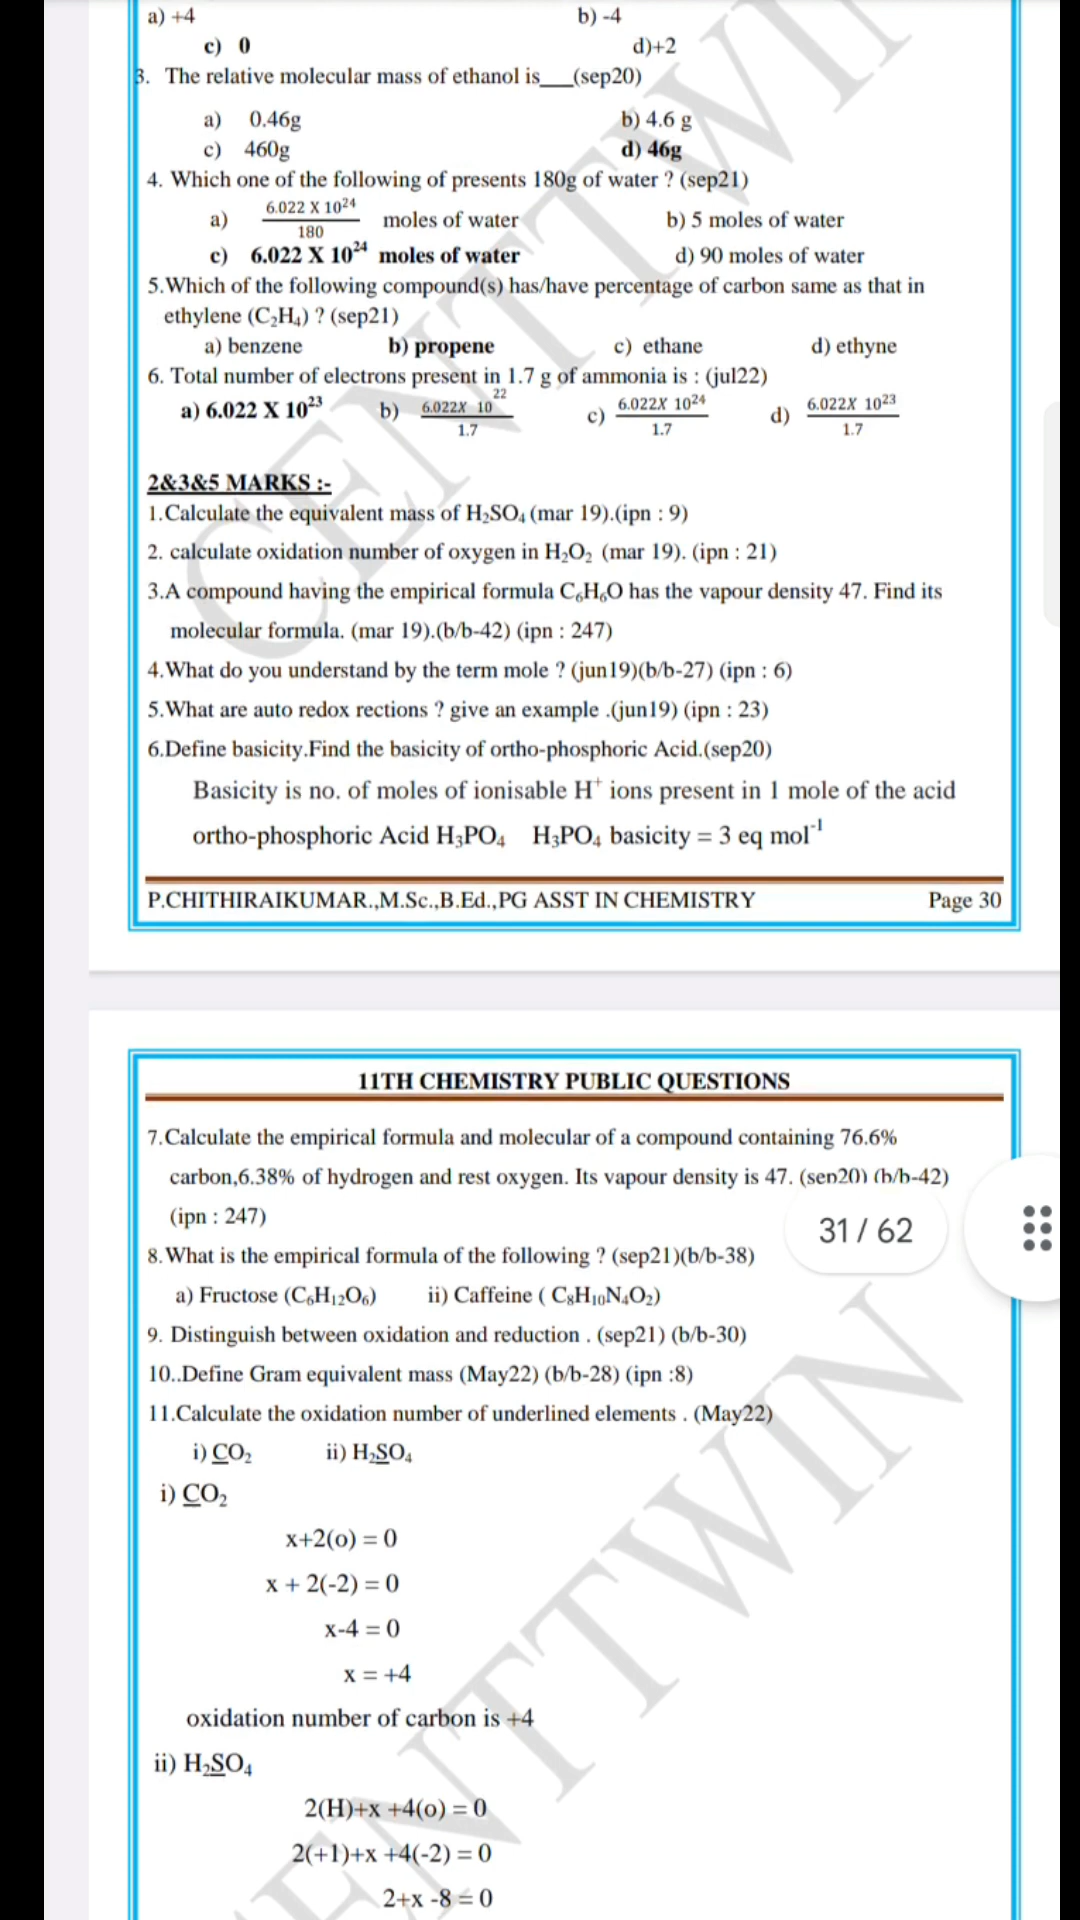 a) +4 b) -4
c) 0 d)+2
3. The relative molecular mass of ethanol is___(sep20)
a) 0.46g b) 4.6 g
c) 460g d) 46g
4. Which one of the following of presents 180g of water ? (sep21)
a) 6.022 X 10²⁴ / 180 moles of water b) 5 moles of water
c) 6.022 X 10²⁴ moles of water d) 90 moles of water
5.Which of the following compound(s) has/have percentage of carbon same as that in
ethylene (C₂H₄) ? (sep21)
a) benzene b) propene c) ethane d) ethyne
6. Total number of electrons present in 1.7 g of ammonia is : (jul22)
a) 6.022 X 10²³ b) 6.022X 10²² / 1.7 c) 6.022X 10²⁴ / 1.7 d) 6.022X 10²³ / 1.7
2&3&5 MARKS :-
1.Calculate the equivalent mass of H₂SO₄ (mar 19).(ipn : 9)
2. calculate oxidation number of oxygen in H₂O₂ (mar 19). (ipn : 21)
3.A compound having the empirical formula C₆H₆O has the vapour density 47. Find its
molecular formula. (mar 19).(b/b-42) (ipn : 247)
4.What do you understand by the term mole ? (jun19)(b/b-27) (ipn : 6)
5.What are auto redox rections ? give an example .(jun19) (ipn : 23)
6.Define basicity.Find the basicity of ortho-phosphoric Acid.(sep20)
Basicity is no. of moles of ionisable H⁺ ions present in 1 mole of the acid
ortho-phosphoric Acid H₃PO₄ H₃PO₄ basicity = 3 eq mol⁻¹
P.CHITHIRAIKUMAR.,M.Sc.,B.Ed.,PG ASST IN CHEMISTRY Page 30
11TH CHEMISTRY PUBLIC QUESTIONS
7.Calculate the empirical formula and molecular of a compound containing 76.6%
carbon,6.38% of hydrogen and rest oxygen. Its vapour density is 47. (sep20) (b/b-42)
(ipn : 247)
31 / 62
8.What is the empirical formula of the following ? (sep21)(b/b-38)
a) Fructose (C₆H₁₂O₆) ii) Caffeine ( C₈H₁₀N₄O₂)
9. Distinguish between oxidation and reduction . (sep21) (b/b-30)
10..Define Gram equivalent mass (May22) (b/b-28) (ipn :8)
11.Calculate the oxidation number of underlined elements . (May22)
i) CO₂ ii) H₂SO₄
i) CO₂
x+2(o) = 0
x + 2(-2) = 0
x-4 = 0
x = +4
oxidation number of carbon is +4
ii) H₂SO₄
2(H)+x +4(o) = 0
2(+1)+x +4(-2) = 0
2+x -8 = 0
CENTTWIN
CENTTWIN